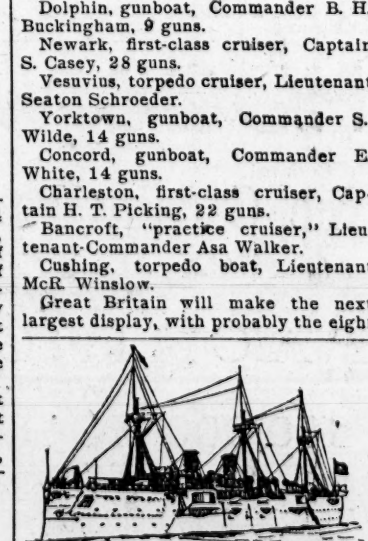 Dolphin, gunboat, Commander B. H.
Buckingham, 9 guns.
Newark, first-class cruiser, Captain
S. Casey, 28 guns.
Vesuvius, torpedo cruiser, Lieutenant
Seaton Schroeder.
Yorktown, gunboat, Commander S.
Wilde, 14 guns.
Concord, gunboat, Commander E
White, 14 guns.
Charleston, first-class cruiser, Cap-
tain H. T. Picking, 22 guns.
Bancroft, "practice cruiser," Lieu
tenant-Commander Asa Walker.
Cushing, torpedo boat, Lieutenant
McR. Winslow.
Great Britain will make the next
largest display, with probably the eigh